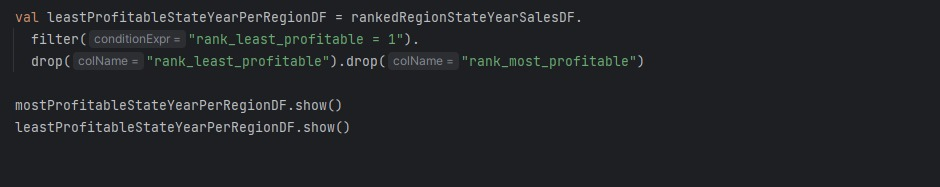 val leastProfitableStateYearPerRegionDF = rankedRegionStateYearSalesDF.
filter( conditionExpr = "rank_least_profitable = 1").
drop( colName = "rank_least_profitable").drop( colName = "rank_most_profitable")
mostProfitableStateYearPerRegionDF.show()
leastProfitableStateYearPerRegionDF.show()